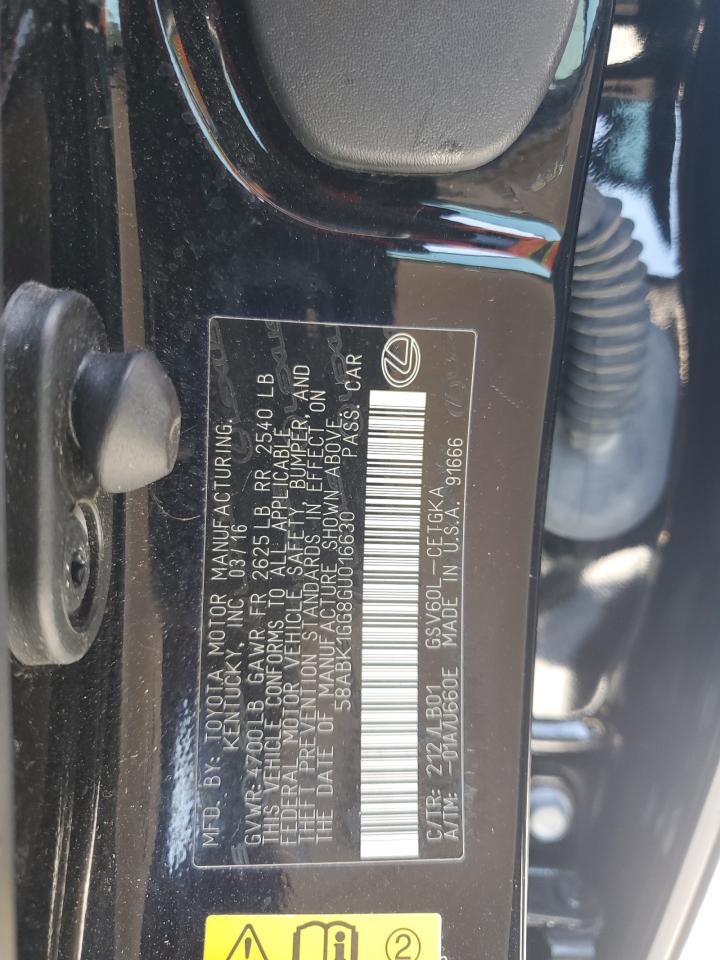 MFD. BY: TOYOTA MOTOR MANUFACTURING,
KENTUCKY, INC 03/16
GVWR: 4700LB GAWR FR 2625LB RR 2540 LB
THIS VEHICLE CONFORMS TO ALL APPLICABLE
FEDERAL MOTOR VEHICLE SAFETY, BUMPER, AND
THEFT PREVENTION STANDARDS IN EFFECT ON
THE DATE OF MANUFACTURE SHOWN ABOVE.
58ABK1GG8GU016630 PASS. CAR
C/TR: 212/LB01 GSV60L-CETGKA
A/TM: -01A/U660E MADE IN U.S.A. 91666
2